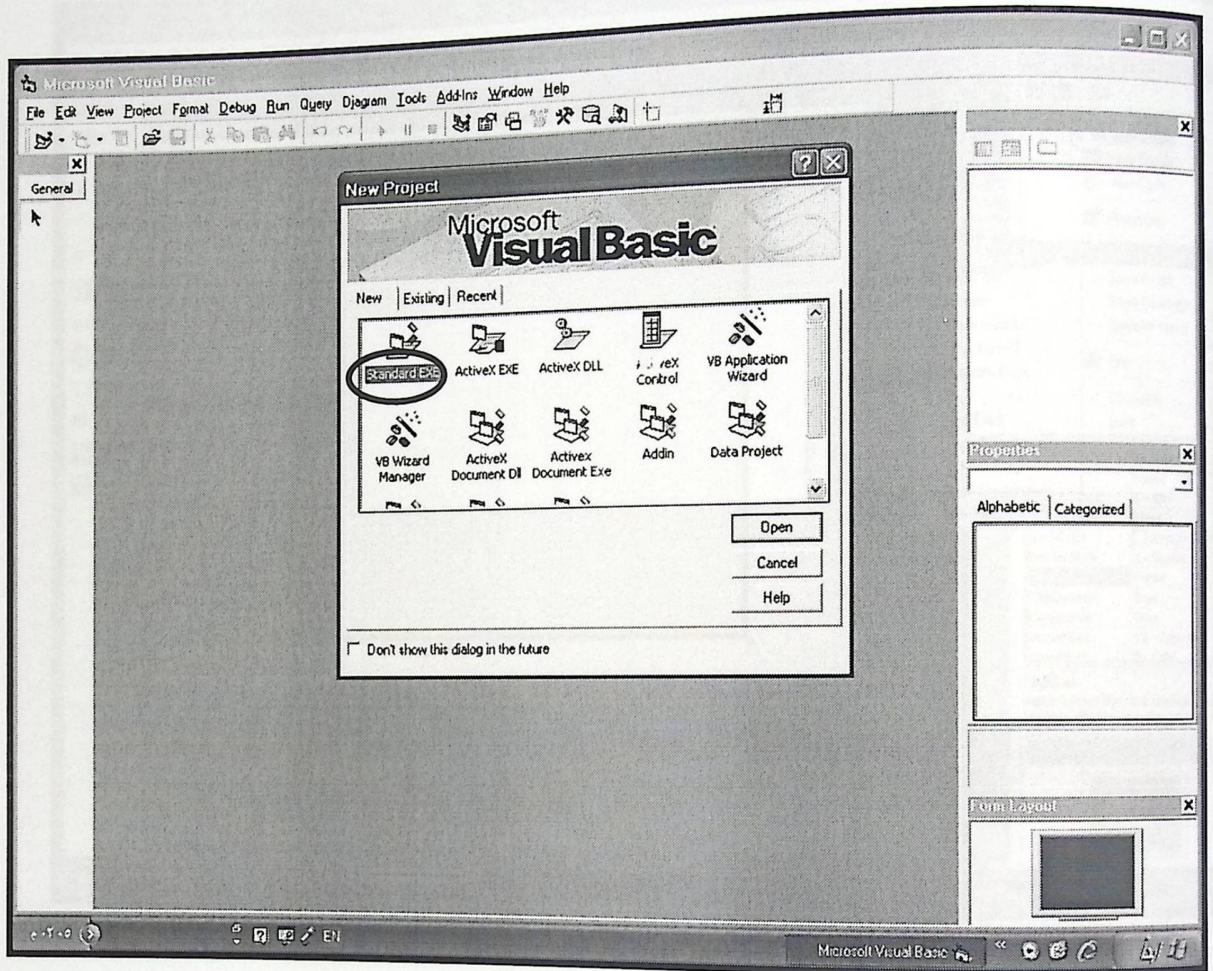 Microsoft Visual Basic
File Edit View Project Format Debug Run Query Diagram Tools Add-Ins Window Help
General
New Project
Microsoft
Visual Basic
New Existing Recent
Standard EXE ActiveX EXE ActiveX DLL Control VB Application Wizard
VB Wizard Manager ActiveX Document Dll Activex Document Exe Addin Data Project
Open
Cancel
Help
Don't show this dialog in the future
Properties
Alphabetic Categorized
Form Layout
٠٢:٠٥ م
EN
Microsoft Visual Basic